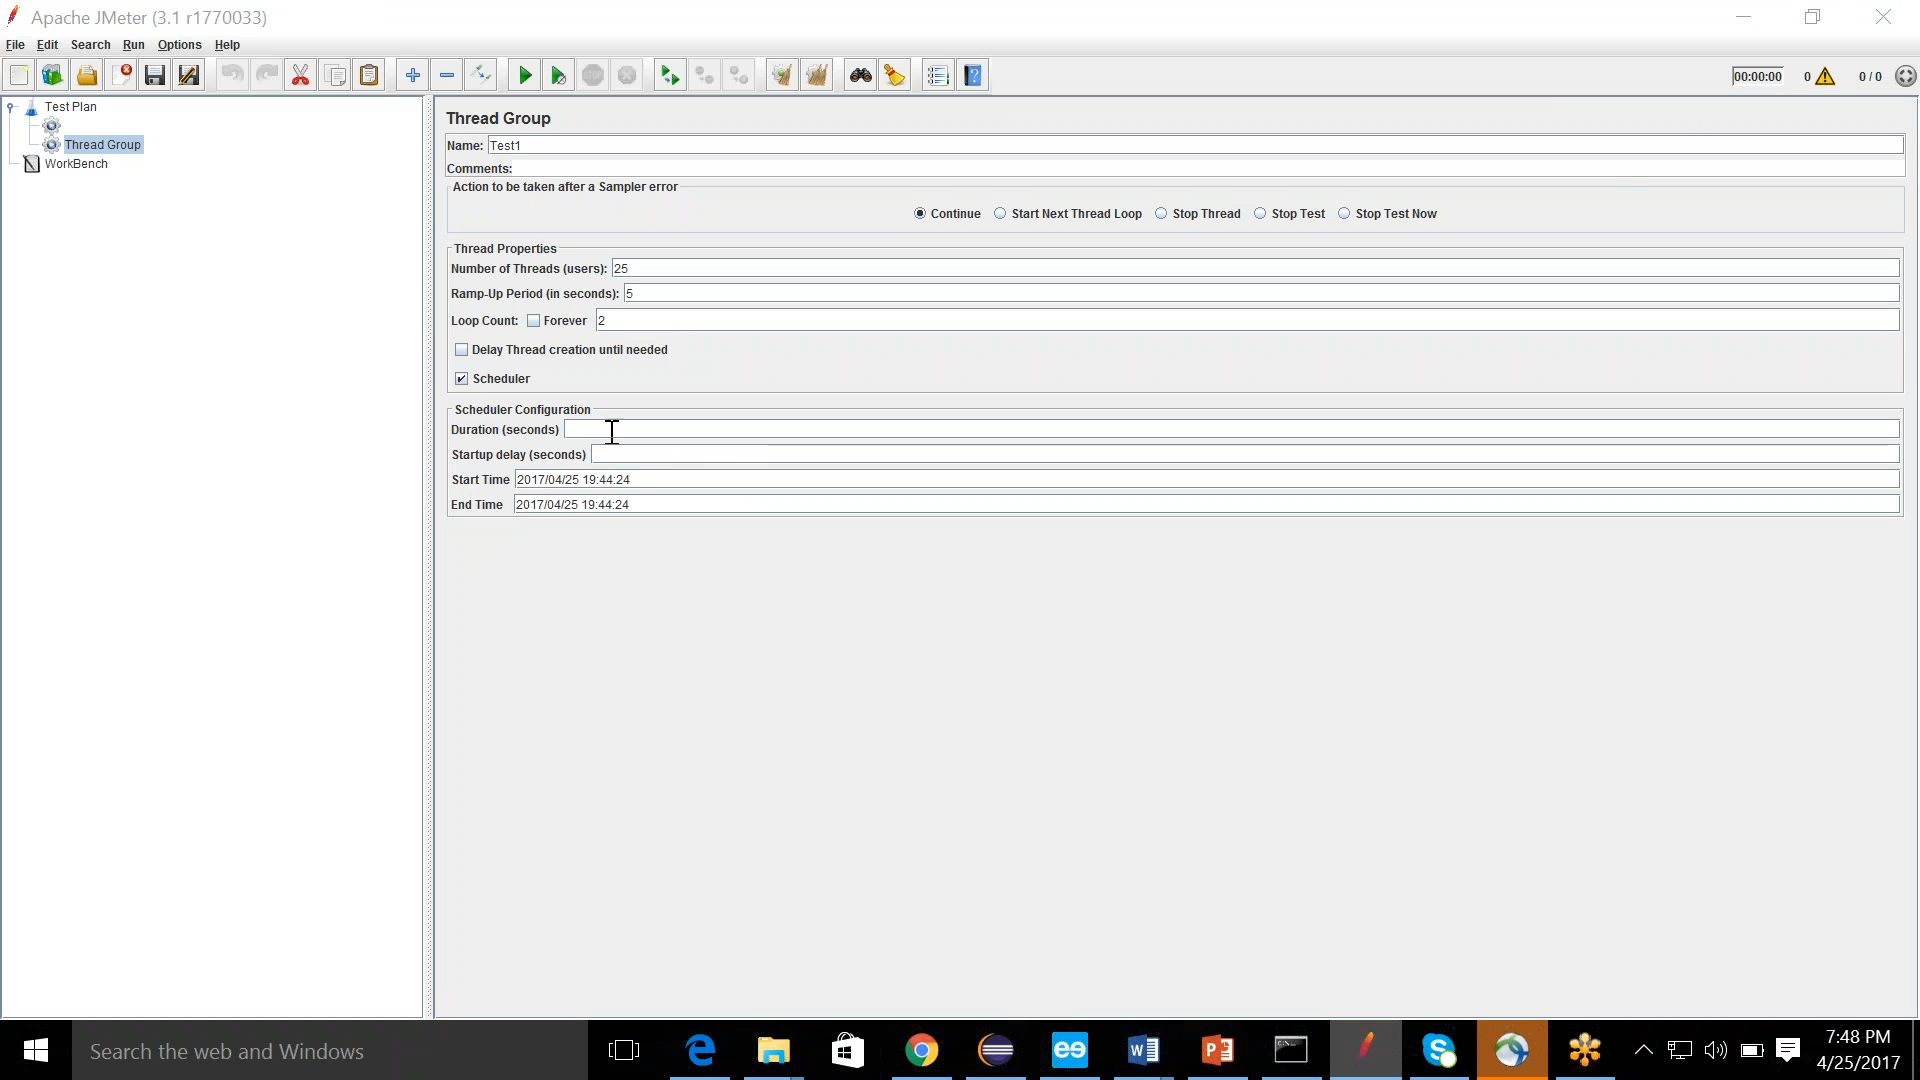 Apache JMeter (3.1 r1770033)
File Edit Search Run Options Help
00:00:00 0 0 / 0
Test Plan
Thread Group
WorkBench
Thread Group
Name: Test1
Comments:
Action to be taken after a Sampler error
Continue Start Next Thread Loop Stop Thread Stop Test Stop Test Now
Thread Properties
Number of Threads (users): 25
Ramp-Up Period (in seconds): 5
Loop Count: Forever 2
Delay Thread creation until needed
Scheduler
Scheduler Configuration
Duration (seconds)
Startup delay (seconds)
Start Time 2017/04/25 19:44:24
End Time 2017/04/25 19:44:24
Search the web and Windows
7:48 PM
4/25/2017